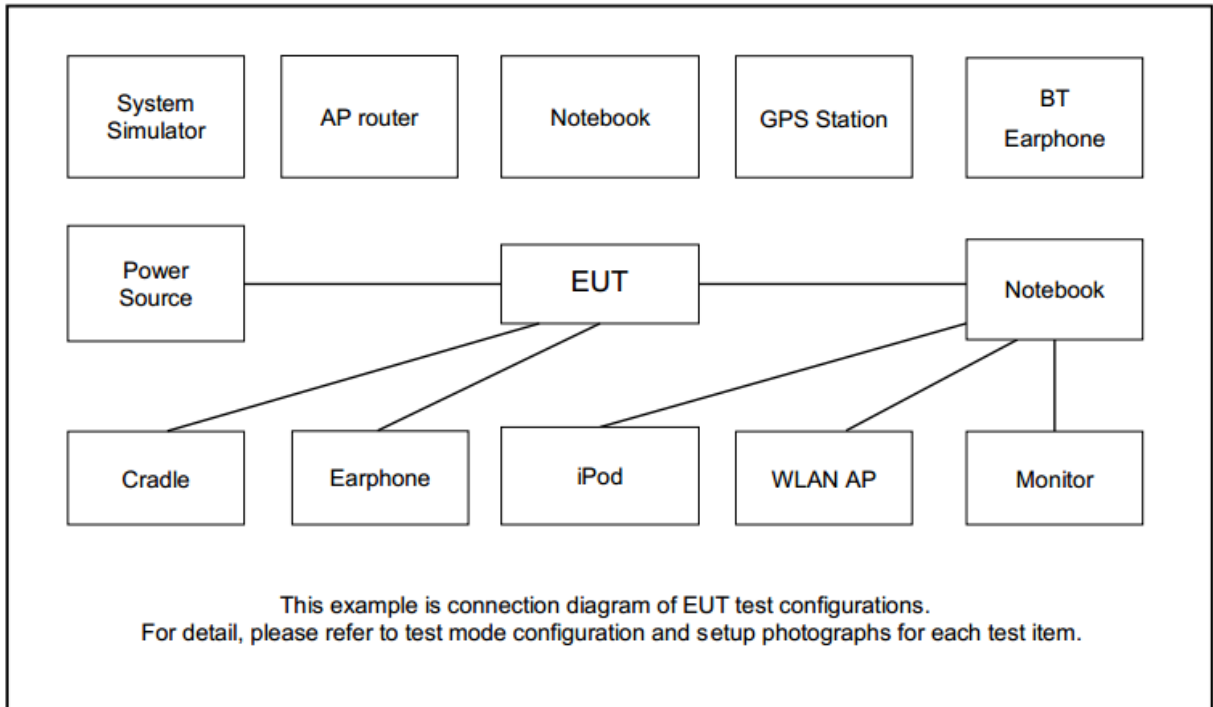 System
Simulator
AP router
Notebook
GPS Station
BT
Earphone
Power
Source
EUT
Notebook
Cradle
Earphone
iPod
WLAN AP
Monitor
This example is connection diagram of EUT test configurations.
For detail, please refer to test mode configuration and setup photographs for each test item.